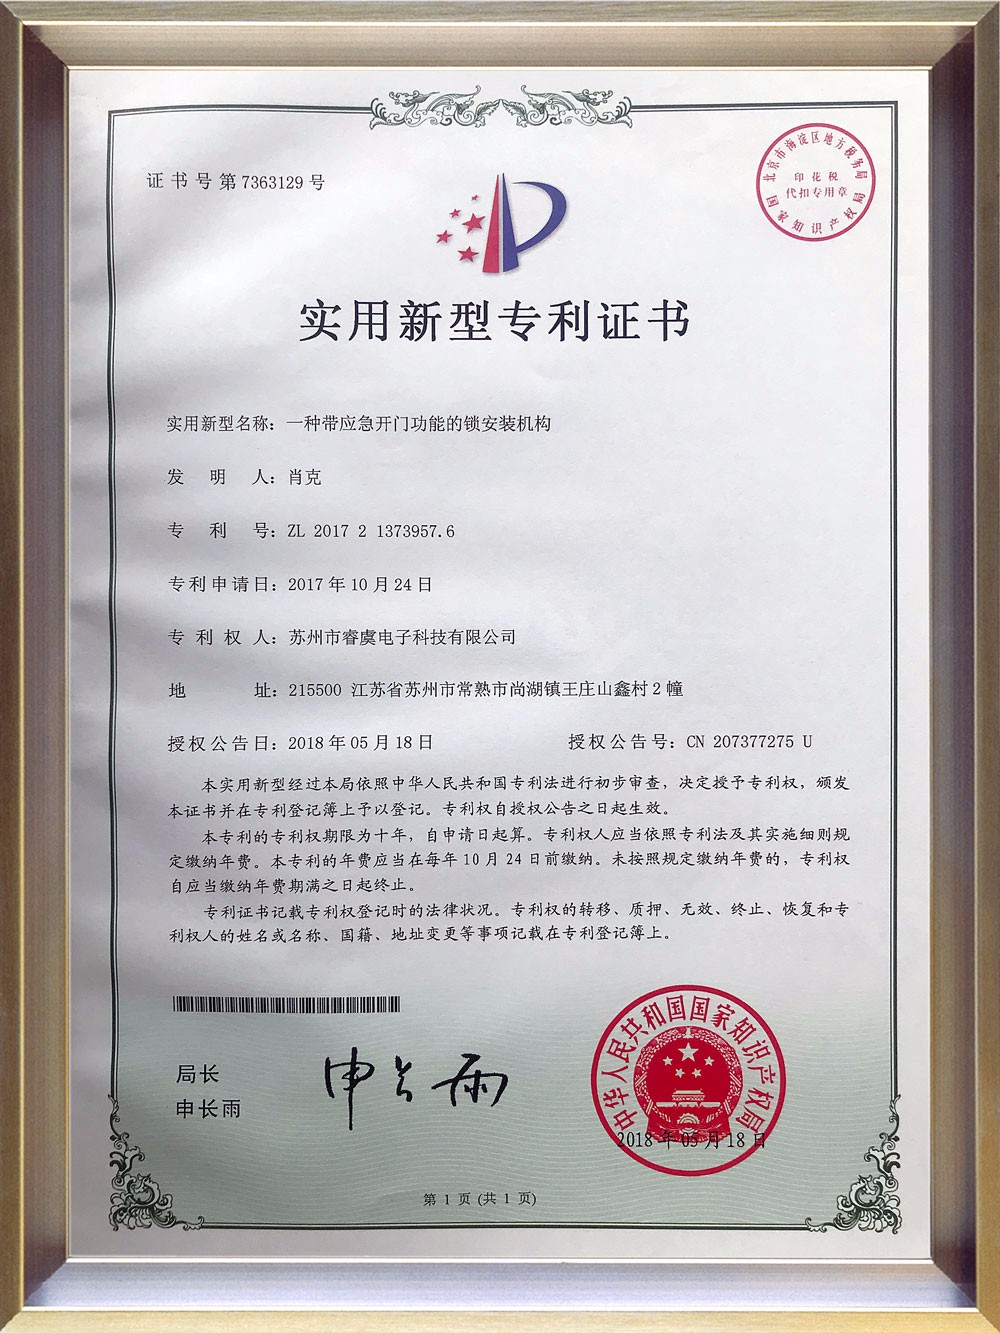 证书号第7363129号
北京市海淀区地方税务局
印花税
代扣专用章
国家知识产权局
实用新型专利证书
实用新型名称：一种带应急开门功能的锁安装机构
发明人：肖克
专利号：ZL 2017 2 1373957.6
专利申请日：2017年10月24日
专利权人：苏州市睿虞电子科技有限公司
地址：215500 江苏省苏州市常熟市尚湖镇王庄山鑫村2幢
授权公告日：2018年05月18日 授权公告号：CN 207377275 U
本实用新型经过本局依照中华人民共和国专利法进行初步审查，决定授予专利权，颁发
本证书并在专利登记簿上予以登记。专利权自授权公告之日起生效。
本专利的专利权期限为十年，自申请日起算。专利权人应当依照专利法及其实施细则规
定缴纳年费。本专利的年费应当在每年10月24日前缴纳。未按照规定缴纳年费的，专利权
自应当缴纳年费期满之日起终止。
专利证书记载专利权登记时的法律状况。专利权的转移、质押、无效、终止、恢复和专
利权人的姓名或名称、国籍、地址变更等事项记载在专利登记簿上。
局长
申长雨
申长雨
中华人民共和国国家知识产权局
2018年05月18日
第1页(共1页)